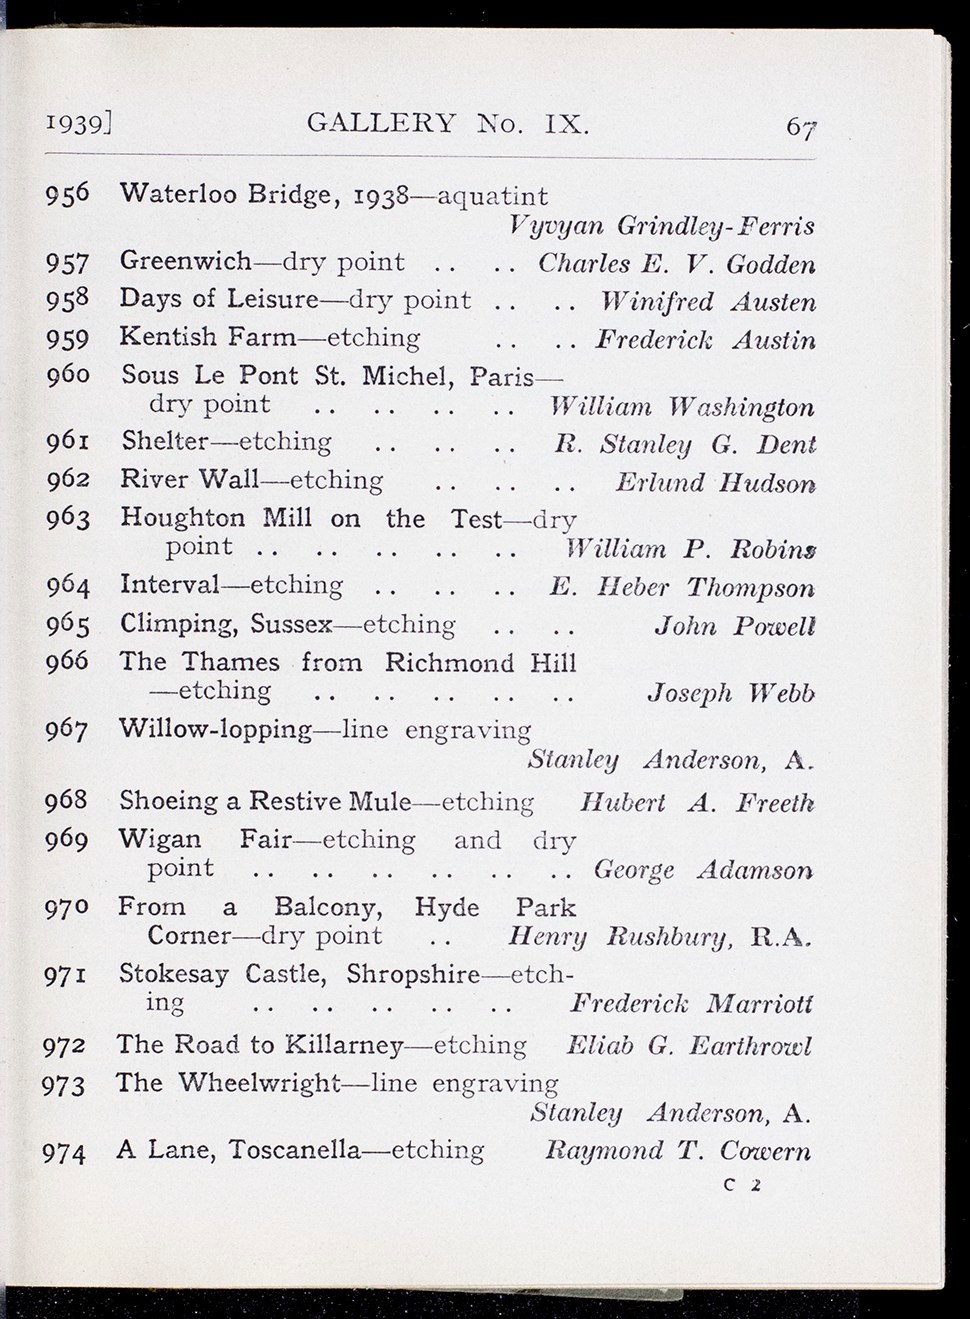 1939] GALLERY No. IX. 67
956 Waterloo Bridge, 1938—aquatint
Vyvyan Grindley-Ferris
957 Greenwich—dry point .. .. Charles E. V. Godden
958 Days of Leisure—dry point .. .. Winifred Austen
959 Kentish Farm—etching .. .. Frederick Austin
960 Sous Le Pont St. Michel, Paris—
dry point .. .. .. .. William Washington
961 Shelter—etching .. .. .. R. Stanley G. Dent
962 River Wall—etching .. .. .. Erlund Hudson
963 Houghton Mill on the Test—dry
point .. .. .. .. .. William P. Robins
964 Interval—etching .. .. .. E. Heber Thompson
965 Climping, Sussex—etching .. .. John Powell
966 The Thames from Richmond Hill
—etching .. .. .. .. .. Joseph Webb
967 Willow-lopping—line engraving
Stanley Anderson, A.
968 Shoeing a Restive Mule—etching Hubert A. Freeth
969 Wigan Fair—etching and dry
point .. .. .. .. .. .. George Adamson
970 From a Balcony, Hyde Park
Corner—dry point .. Henry Rushbury, R.A.
971 Stokesay Castle, Shropshire—etch-
ing .. .. .. .. .. Frederick Marriott
972 The Road to Killarney—etching Eliab G. Earthrowl
973 The Wheelwright—line engraving
Stanley Anderson, A.
974 A Lane, Toscanella—etching Raymond T. Cowern
C 2